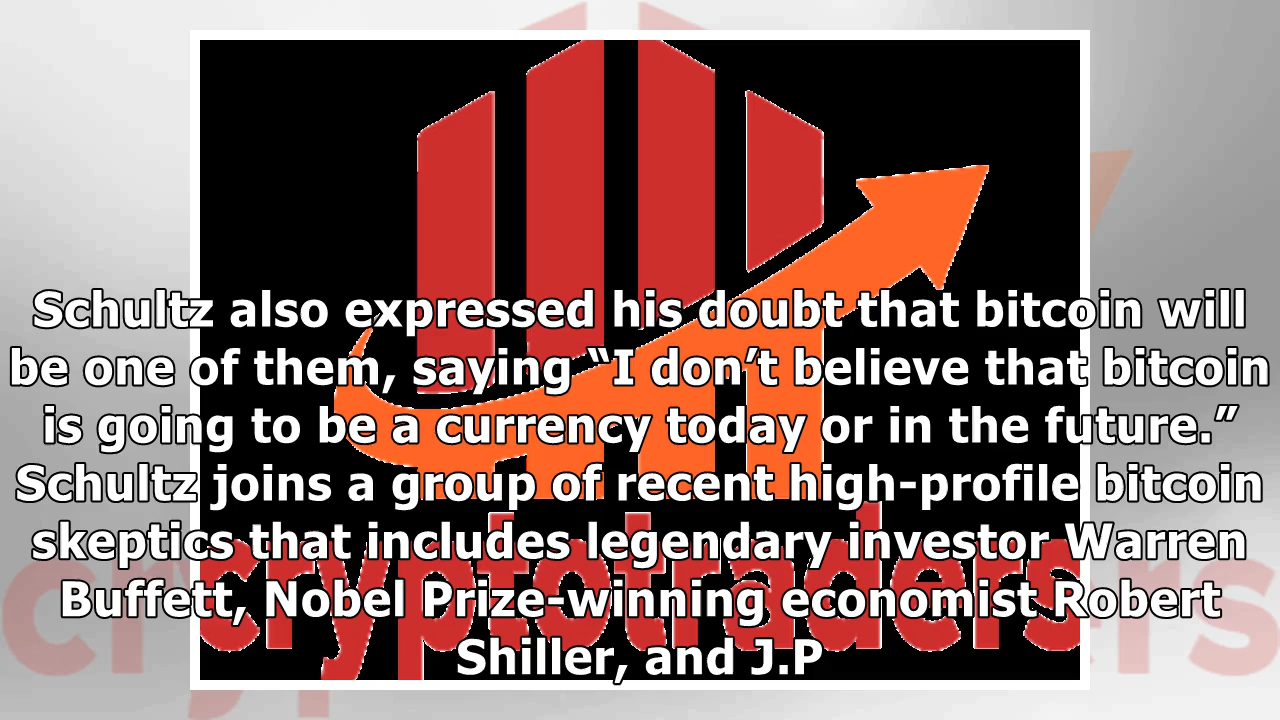 Schultz also expressed his doubt that bitcoin will
be one of them, saying “I don’t believe that bitcoin
is going to be a currency today or in the future.”
Schultz joins a group of recent high-profile bitcoin
skeptics that includes legendary investor Warren
Buffett, Nobel Prize-winning economist Robert
Shiller, and J.P
cryptotraders